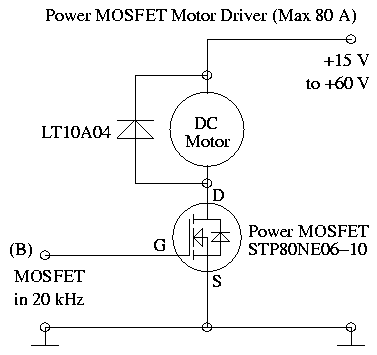 Power MOSFET Motor Driver (Max 80 A)
+15 V
to +60 V
LT10A04
DC
Motor
D
Power MOSFET
STP80NE06–10
(B)
G
MOSFET
in 20 kHz
S